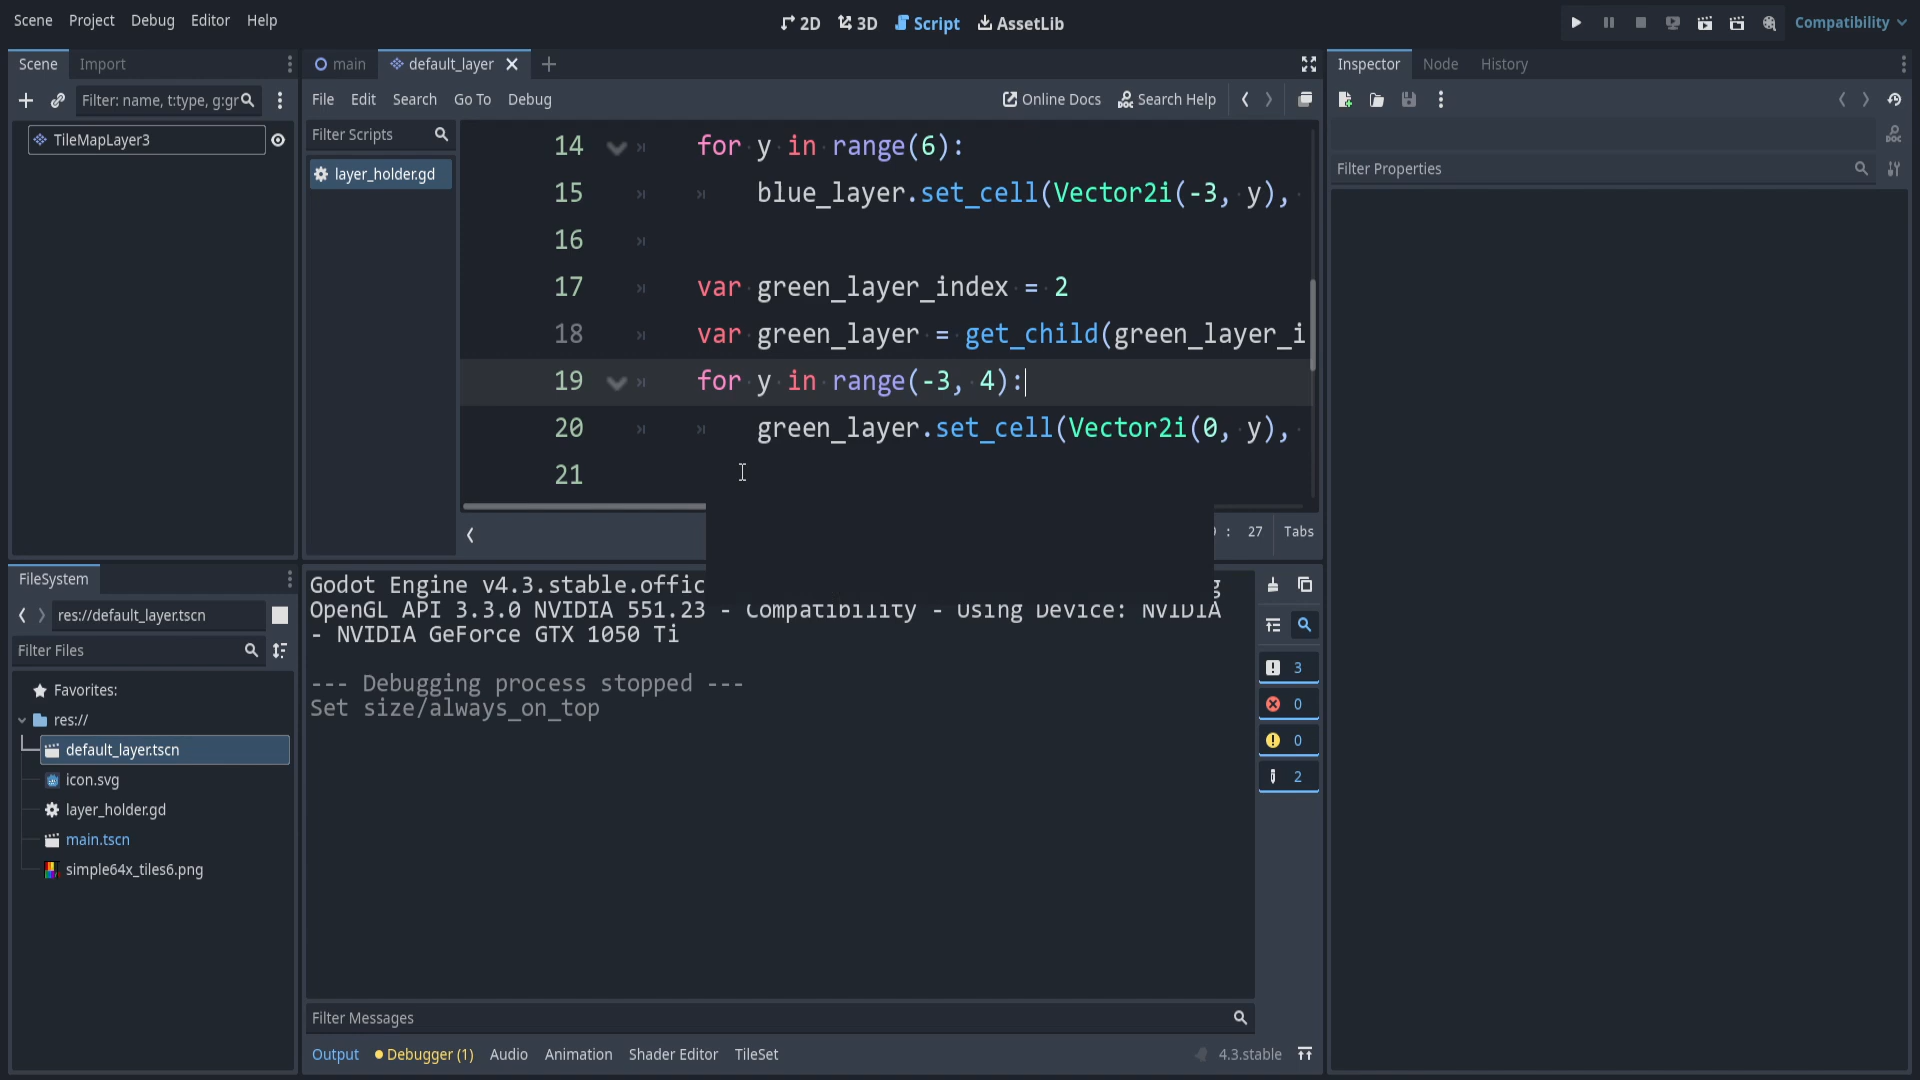 Scene Project Debug Editor Help
2D 3D Script AssetLib
Compatibility
Scene Import
Filter: name, t:type, g:gr
TileMapLayer3
main default_layer
File Edit Search Go To Debug
Online Docs Search Help
Filter Scripts
layer_holder.gd
14 for y in range(6):
15 blue_layer.set_cell(Vector2i(-3, y),
16
17 var green_layer_index = 2
18 var green_layer = get_child(green_layer_i
19 for y in range(-3, 4):
20 green_layer.set_cell(Vector2i(0, y),
21
: 27 Tabs
Inspector Node History
Filter Properties
FileSystem
res://default_layer.tscn
Filter Files
Favorites:
res://
default_layer.tscn
icon.svg
layer_holder.gd
main.tscn
simple64x_tiles6.png
Godot Engine v4.3.stable.offic
OpenGL API 3.3.0 NVIDIA 551.23 - Compatibility - Using Device: NVIDIA
- NVIDIA GeForce GTX 1050 Ti
--- Debugging process stopped ---
Set size/always_on_top
3
0
0
2
Filter Messages
Output Debugger (1) Audio Animation Shader Editor TileSet
4.3.stable